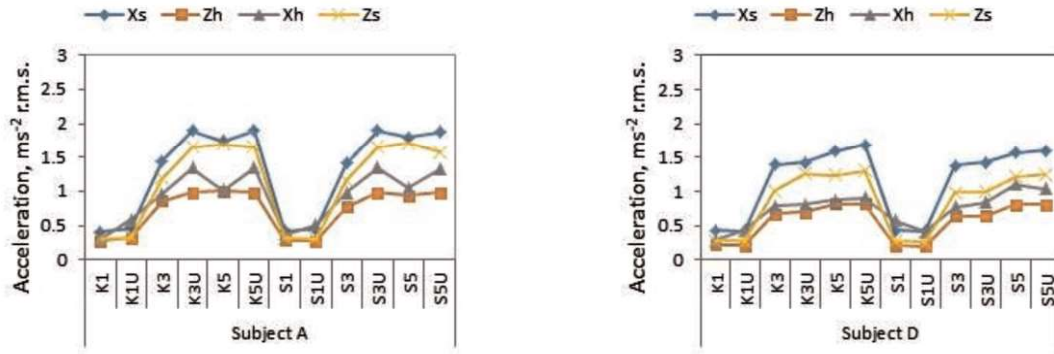 Xs Zh Xh Zs
Acceleration, ms⁻² r.m.s.
3
2.5
2
1.5
1
0.5
0
K1 K1U K3 K3U K5 K5U S1 S1U S3 S3U S5 S5U
Subject A
Xs Zh Xh Zs
Acceleration, ms⁻² r.m.s.
3
2.5
2
1.5
1
0.5
0
K1 K1U K3 K3U K5 K5U S1 S1U S3 S3U S5 S5U
Subject D